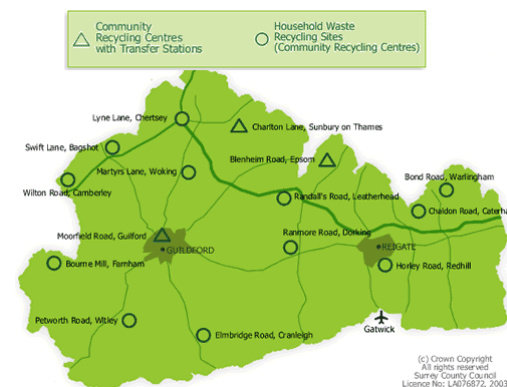 Community
Recycling Centres
with Transfer Stations
Household Waste
Recycling Sites
(Community Recycling Centres)
Lyne Lane, Chertsey
Charlton Lane, Sunbury on Thames
Swift Lane, Bagshot
Blenheim Road, Epsom
Martyrs Lane, Woking
Bond Road, Warlingham
Wilton Road, Camberley
Randall's Road, Leatherhead
Chaldon Road, Caterha
Moorfield Road, Guilford
Ranmore Road, Dorking
GUILDFORD
REIGATE
Bourne Mill, Farnham
Horley Road, Redhill
Petworth Road, Witley
Elmbridge Road, Cranleigh
Gatwick
(c) Crown Copyright
All rights reserved
Surrey County Council
Licence No: LA076872, 2003